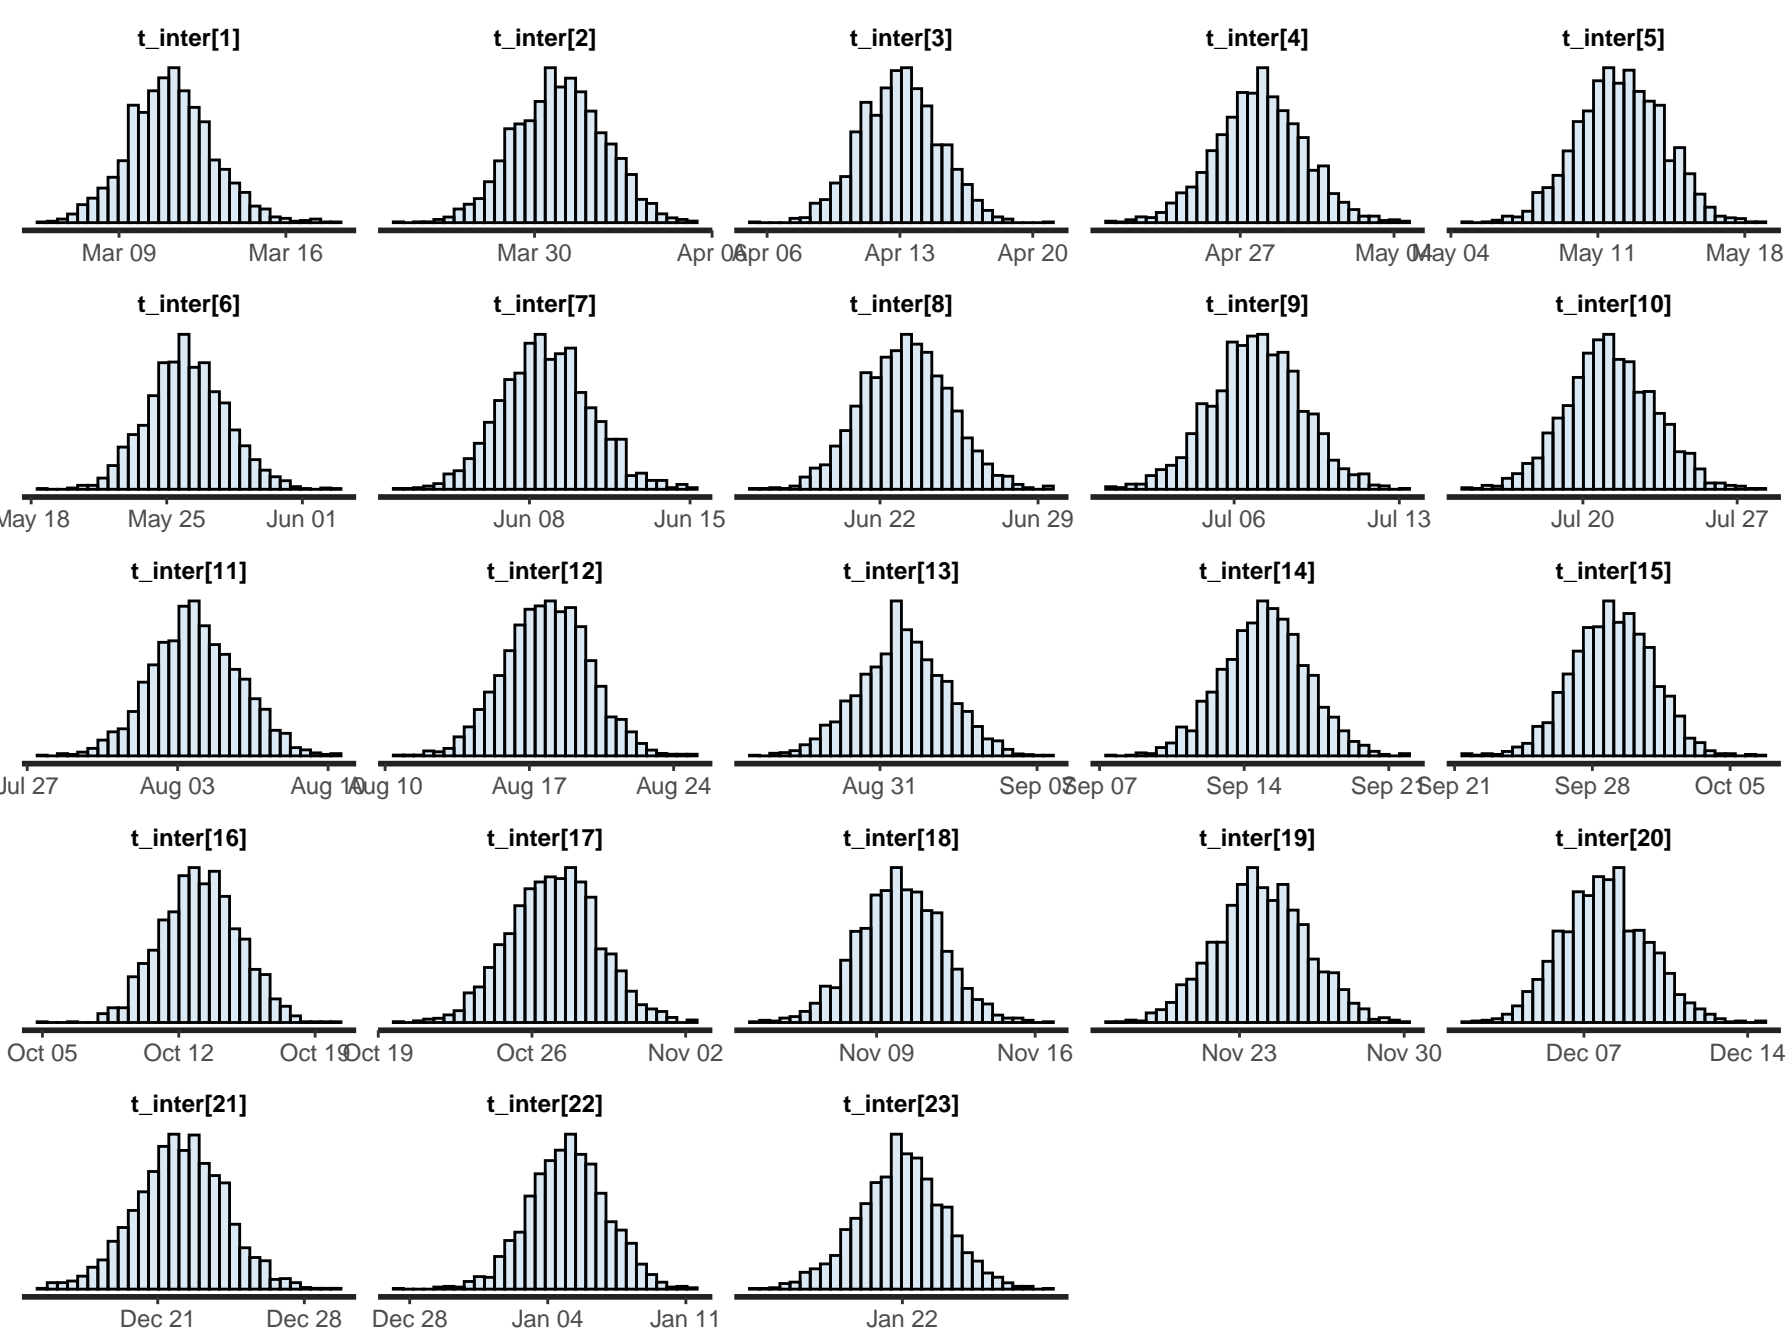 t_inter[1] t_inter[2] t_inter[3] t_inter[4] t_inter[5]
Mar 09 Mar 16 Mar 30 Apr 06 Apr 06 Apr 13 Apr 20 Apr 27 May 04 May 04 May 11 May 18
t_inter[6] t_inter[7] t_inter[8] t_inter[9] t_inter[10]
May 18 May 25 Jun 01 Jun 08 Jun 15 Jun 22 Jun 29 Jul 06 Jul 13 Jul 20 Jul 27
t_inter[11] t_inter[12] t_inter[13] t_inter[14] t_inter[15]
Jul 27 Aug 03 Aug 10 Aug 10 Aug 17 Aug 24 Aug 31 Sep 07 Sep 07 Sep 14 Sep 21 Sep 21 Sep 28 Oct 05
t_inter[16] t_inter[17] t_inter[18] t_inter[19] t_inter[20]
Oct 05 Oct 12 Oct 19 Oct 19 Oct 26 Nov 02 Nov 09 Nov 16 Nov 23 Nov 30 Dec 07 Dec 14
t_inter[21] t_inter[22] t_inter[23]
Dec 21 Dec 28 Dec 28 Jan 04 Jan 11 Jan 22